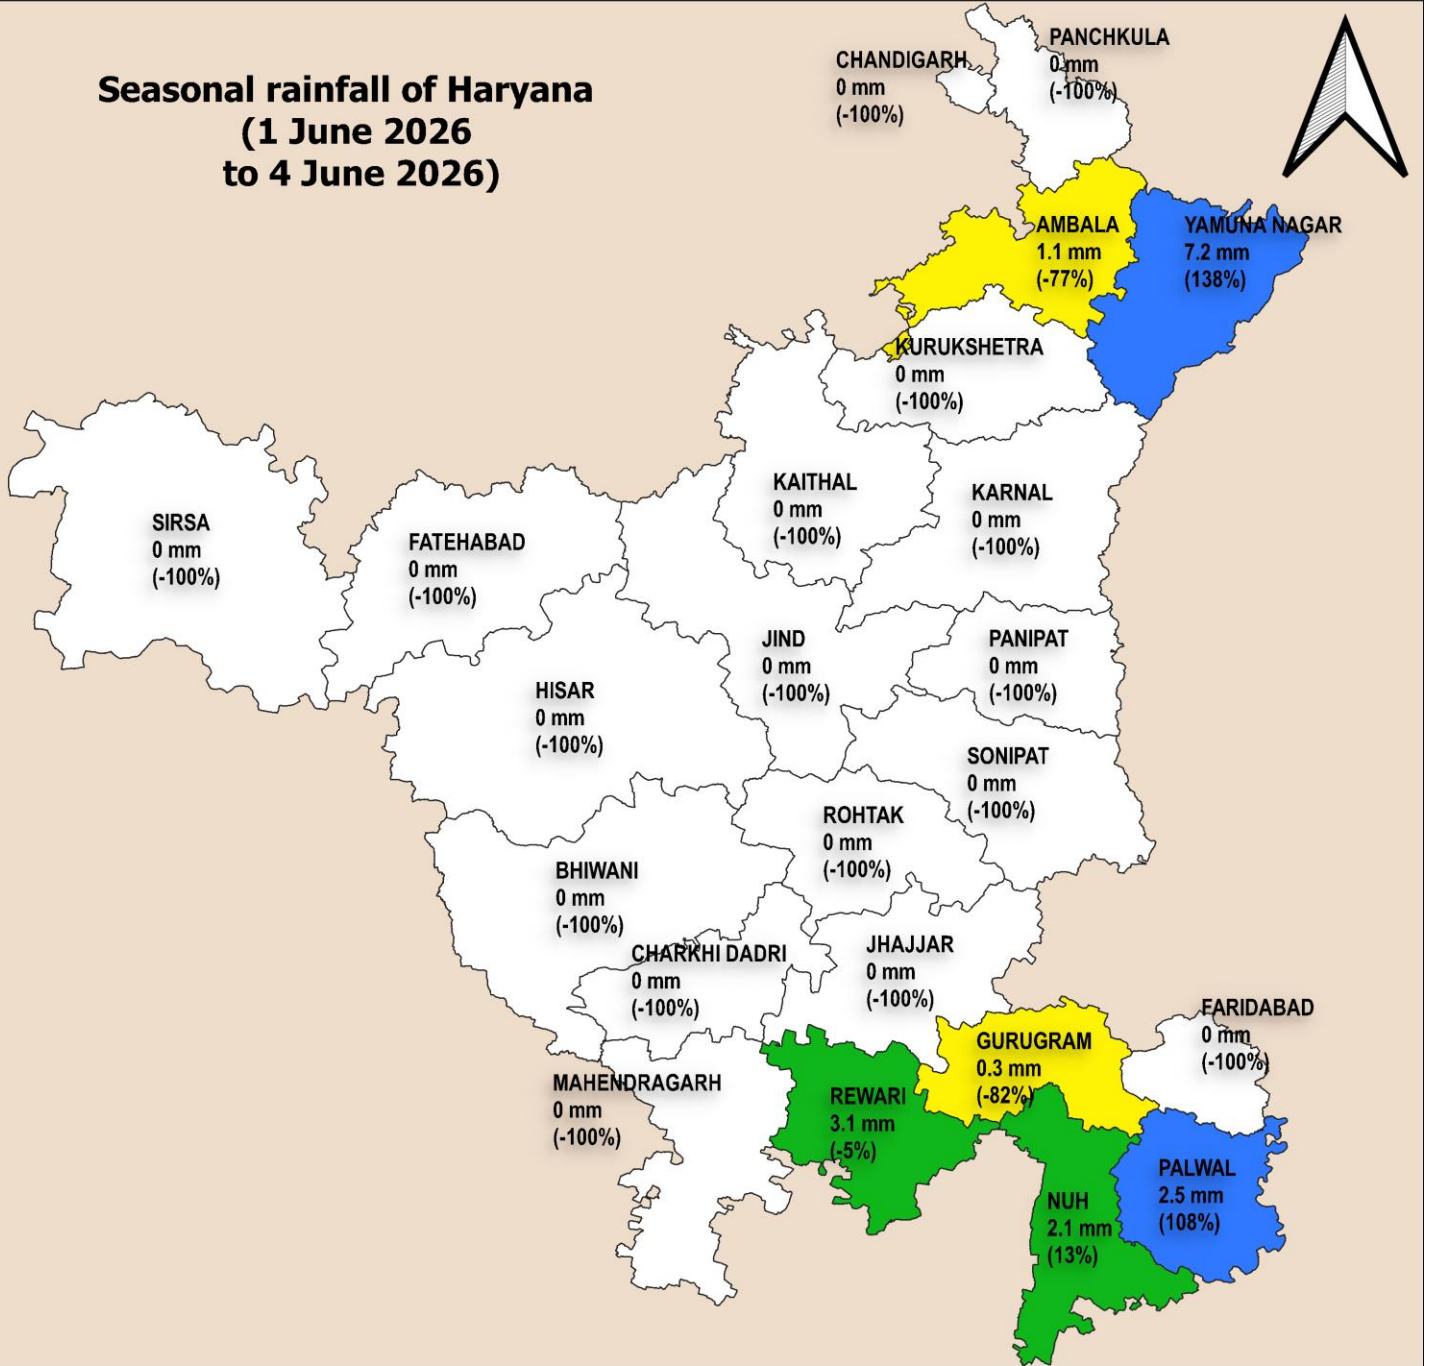 Seasonal rainfall of Haryana
(1 June 2026
to 4 June 2026)
CHANDIGARH
0 mm
(-100%)
PANCHKULA
0 mm
(-100%)
AMBALA
1.1 mm
(-77%)
YAMUNA NAGAR
7.2 mm
(138%)
KURUKSHETRA
0 mm
(-100%)
KAITHAL
0 mm
(-100%)
KARNAL
0 mm
(-100%)
SIRSA
0 mm
(-100%)
FATEHABAD
0 mm
(-100%)
JIND
0 mm
(-100%)
PANIPAT
0 mm
(-100%)
HISAR
0 mm
(-100%)
SONIPAT
0 mm
(-100%)
ROHTAK
0 mm
(-100%)
BHIWANI
0 mm
(-100%)
CHARKHI DADRI
0 mm
(-100%)
JHAJJAR
0 mm
(-100%)
FARIDABAD
0 mm
(-100%)
GURUGRAM
0.3 mm
(-82%)
MAHENDRAGARH
0 mm
(-100%)
REWARI
3.1 mm
(-5%)
PALWAL
2.5 mm
(108%)
NUH
2.1 mm
(13%)